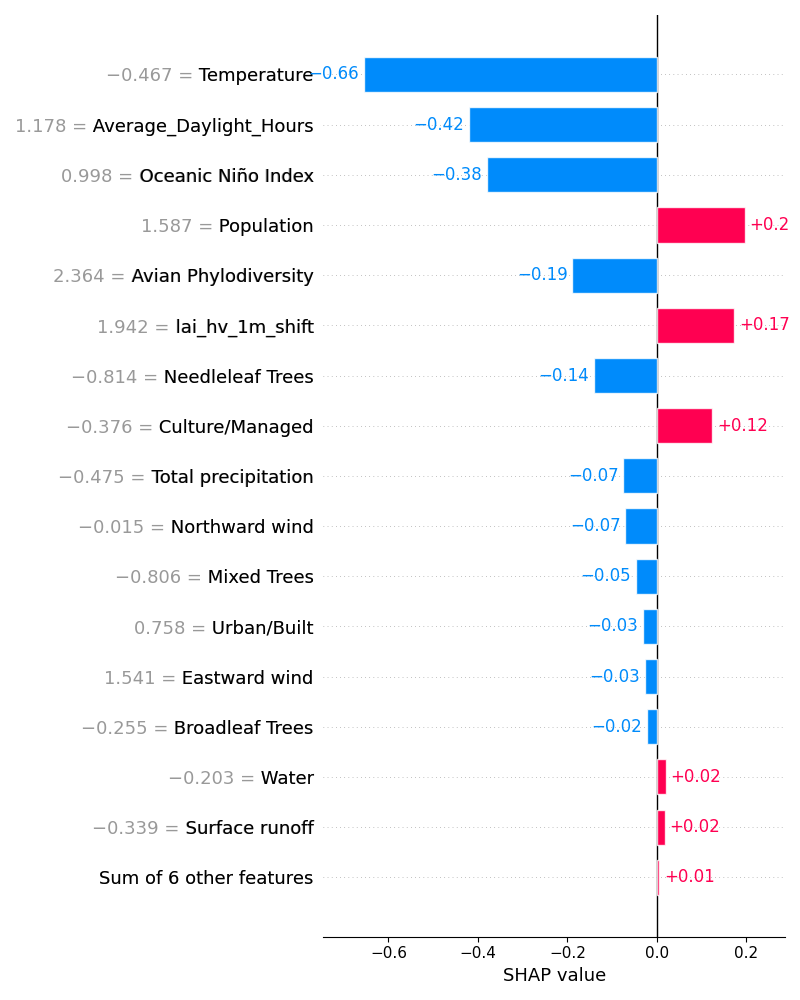 −0.467 = Temperature −0.66
1.178 = Average_Daylight_Hours −0.42
0.998 = Oceanic Niño Index −0.38
1.587 = Population +0.2
2.364 = Avian Phylodiversity −0.19
1.942 = lai_hv_1m_shift +0.17
−0.814 = Needleleaf Trees −0.14
−0.376 = Culture/Managed +0.12
−0.475 = Total precipitation −0.07
−0.015 = Northward wind −0.07
−0.806 = Mixed Trees −0.05
0.758 = Urban/Built −0.03
1.541 = Eastward wind −0.03
−0.255 = Broadleaf Trees −0.02
−0.203 = Water +0.02
−0.339 = Surface runoff +0.02
Sum of 6 other features +0.01
−0.6 −0.4 −0.2 0.0 0.2
SHAP value